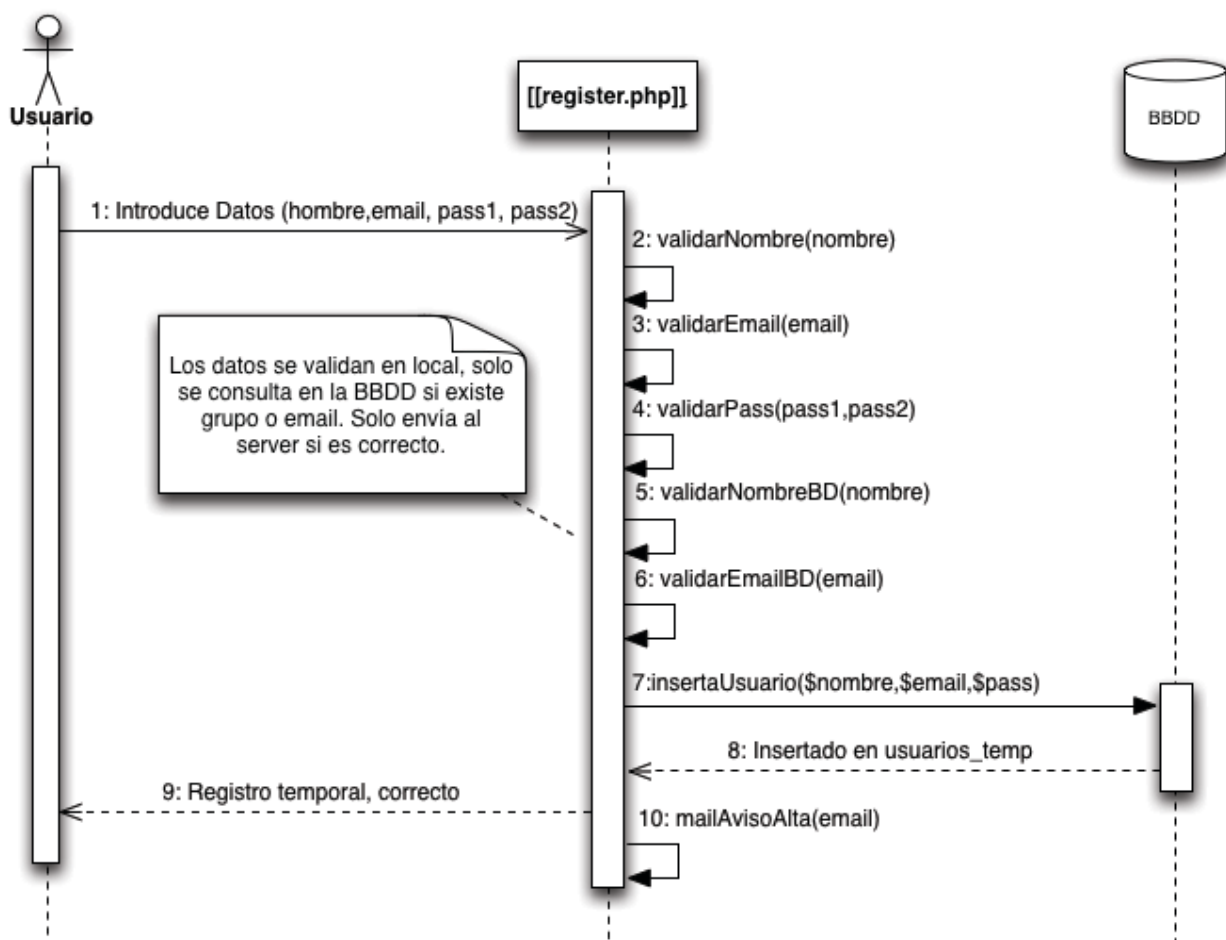 Usuario
[[register.php]]
BBDD
1: Introduce Datos (hombre,email, pass1, pass2)
2: validarNombre(nombre)
Los datos se validan en local, solo
se consulta en la BBDD si existe
grupo o email. Solo envía al
server si es correcto.
3: validarEmail(email)
4: validarPass(pass1,pass2)
5: validarNombreBD(nombre)
6: validarEmailBD(email)
7:insertaUsuario($nombre,$email,$pass)
8: Insertado en usuarios_temp
9: Registro temporal, correcto
10: mailAvisoAlta(email)